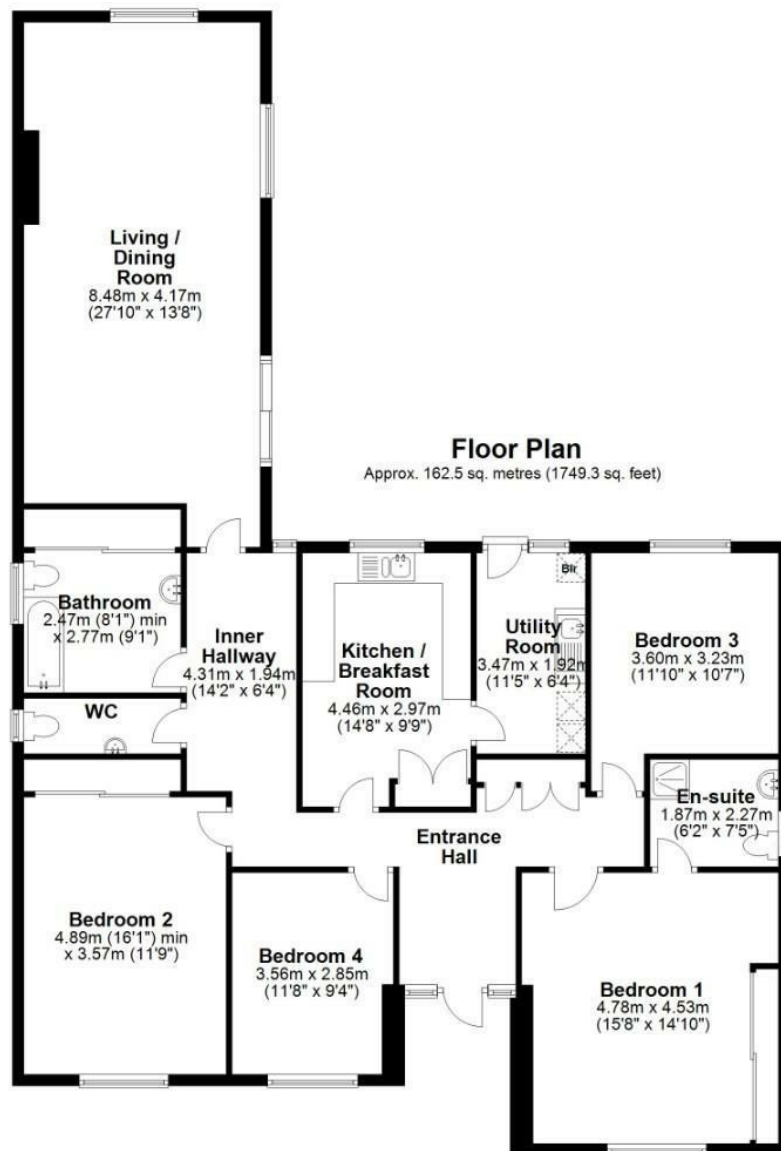 Living /
Dining
Room
8.48m x 4.17m
(27'10" x 13'8")
Floor Plan
Approx. 162.5 sq. metres (1749.3 sq. feet)
Bathroom
2.47m (8'1") min
x 2.77m (9'1")
Inner
Hallway
4.31m x 1.94m
(14'2" x 6'4")
Kitchen /
Breakfast
Room
4.46m x 2.97m
(14'8" x 9'9")
Blr
Utility
Room
3.47m x 1.92m
(11'5" x 6'4")
Bedroom 3
3.60m x 3.23m
(11'10" x 10'7")
WC
En-suite
1.87m x 2.27m
(6'2" x 7'5")
Entrance
Hall
Bedroom 2
4.89m (16'1") min
x 3.57m (11'9")
Bedroom 4
3.56m x 2.85m
(11'8" x 9'4")
Bedroom 1
4.78m x 4.53m
(15'8" x 14'10")